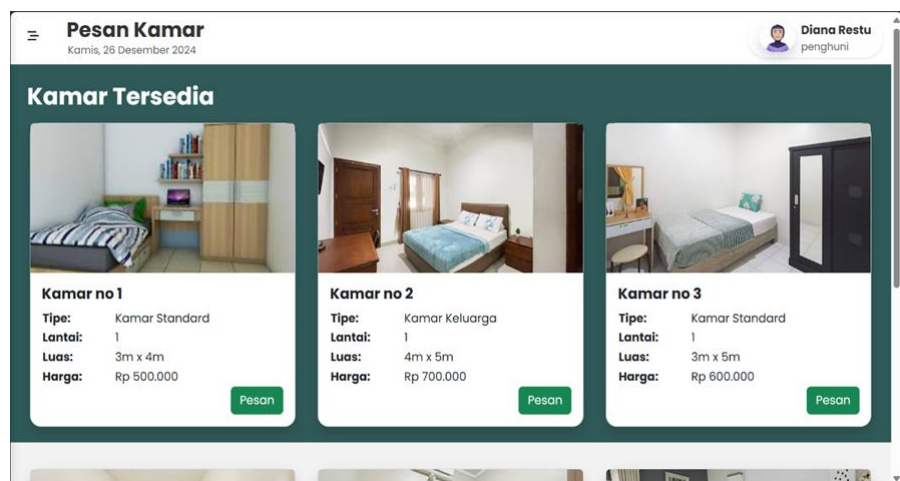 Pesan Kamar
Kamis, 26 Desember 2024
Diana Restu
penghuni
Kamar Tersedia
Kamar no 1
Tipe: Kamar Standard
Lantai: 1
Luas: 3m x 4m
Harga: Rp 500.000
Pesan
Kamar no 2
Tipe: Kamar Keluarga
Lantai: 1
Luas: 4m x 5m
Harga: Rp 700.000
Pesan
Kamar no 3
Tipe: Kamar Standard
Lantai: 1
Luas: 3m x 5m
Harga: Rp 600.000
Pesan